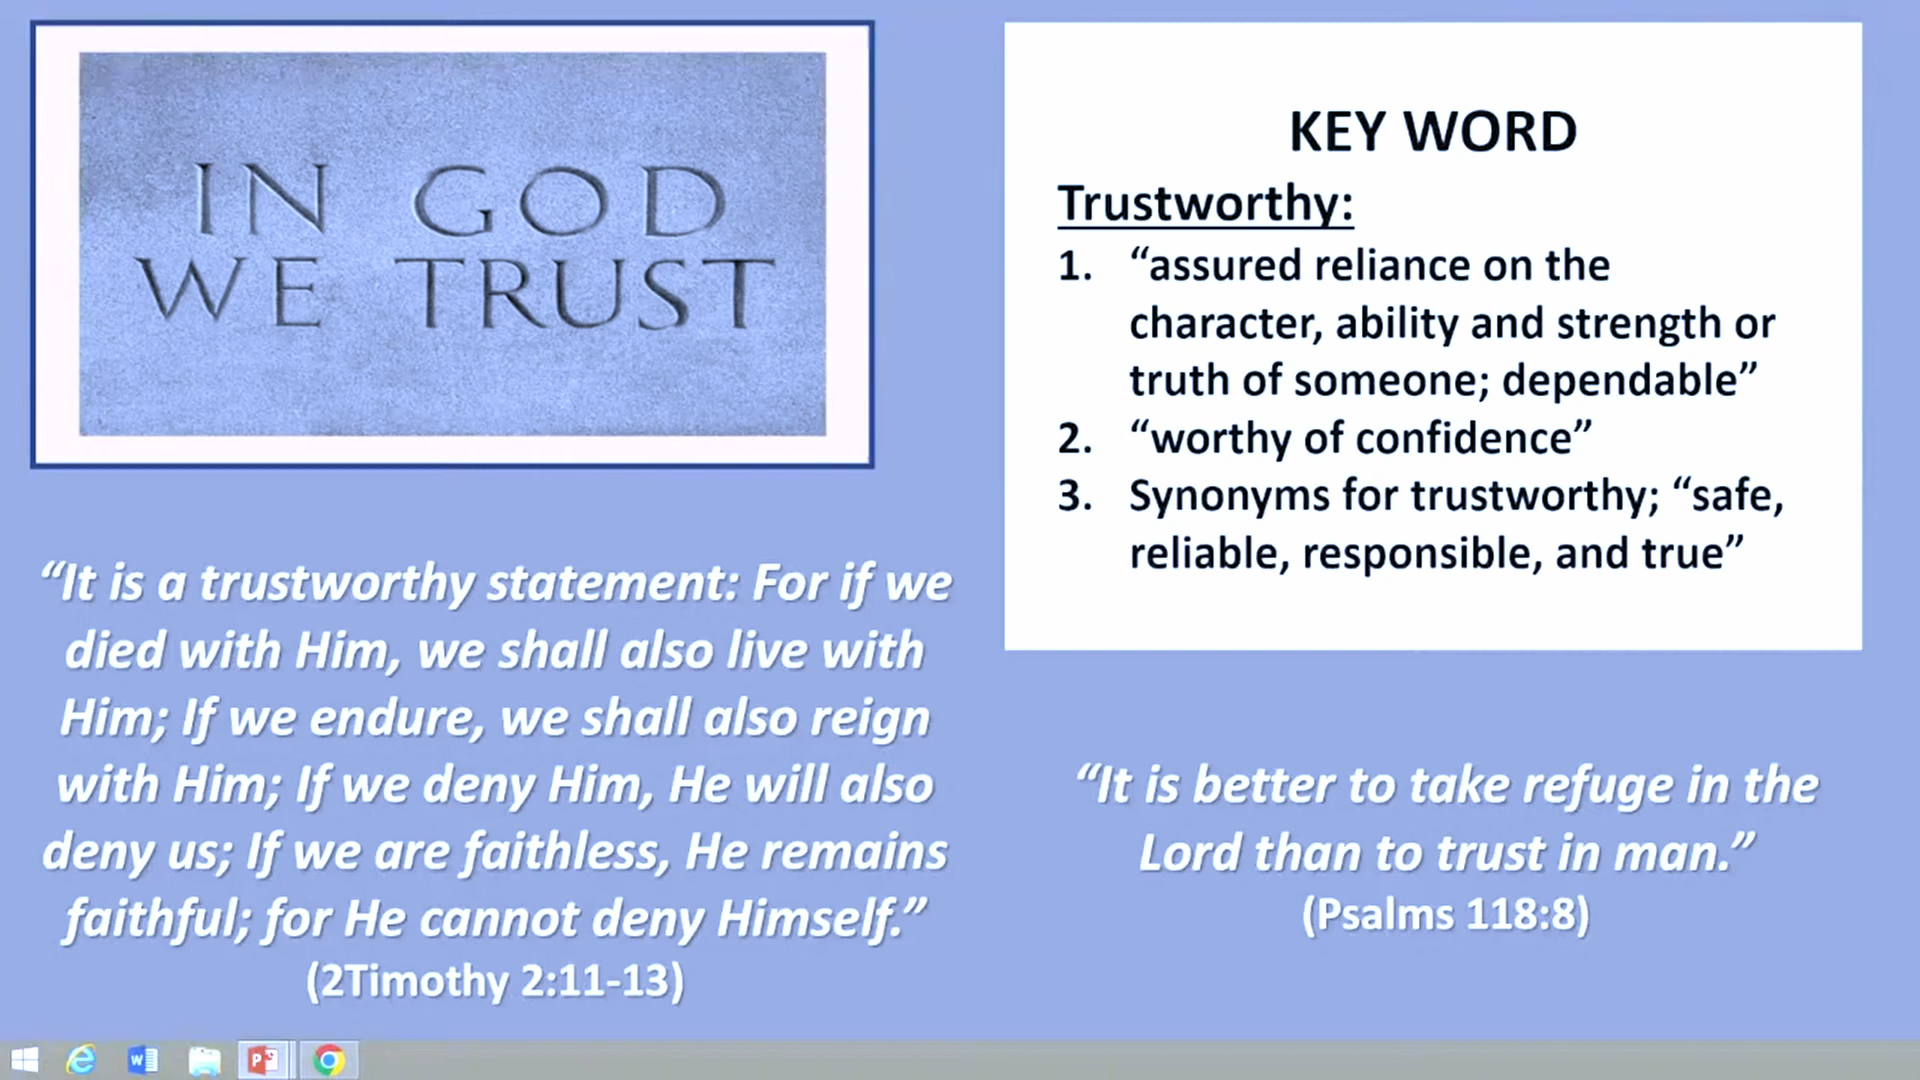 IN GOD
WE TRUST
“It is a trustworthy statement: For if we
died with Him, we shall also live with
Him; If we endure, we shall also reign
with Him; If we deny Him, He will also
deny us; If we are faithless, He remains
faithful; for He cannot deny Himself.”
(2Timothy 2:11-13)
KEY WORD
Trustworthy:
1. “assured reliance on the
character, ability and strength or
truth of someone; dependable”
2. “worthy of confidence”
3. Synonyms for trustworthy; “safe,
reliable, responsible, and true”
“It is better to take refuge in the
Lord than to trust in man.”
(Psalms 118:8)